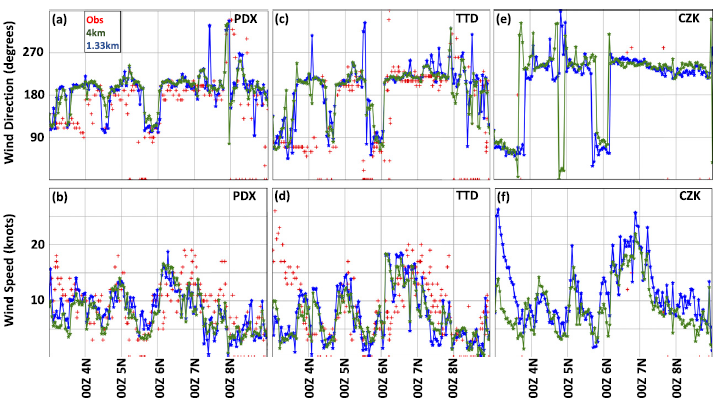 (a) PDX
Obs
4km
1.33km
(c) TTD
(e) CZK
Wind Direction (degrees)
270
180
90
(b) PDX
(d) TTD
(f) CZK
Wind Speed (knots)
20
10
00Z 4N 00Z 5N 00Z 6N 00Z 7N 00Z 8N
00Z 4N 00Z 5N 00Z 6N 00Z 7N 00Z 8N
00Z 4N 00Z 5N 00Z 6N 00Z 7N 00Z 8N